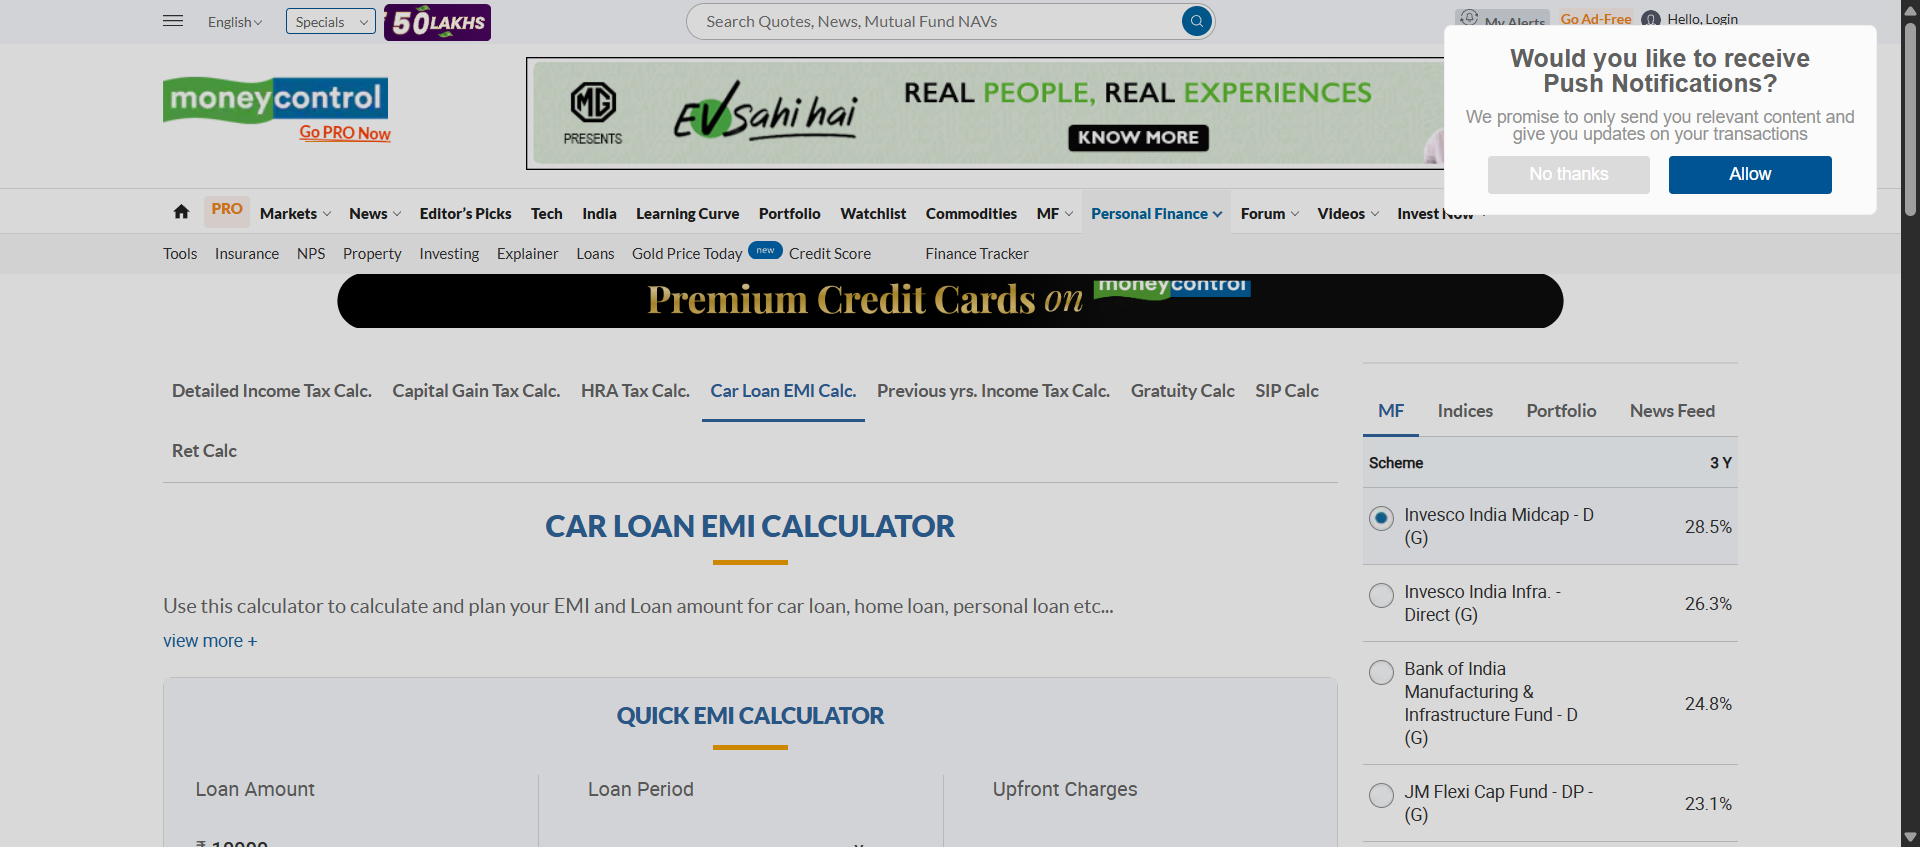 English
Specials
50 LAKHS
Search Quotes, News, Mutual Fund NAVs
My Alerts
Go Ad-Free
Hello, Login
Would you like to receive
Push Notifications?
We promise to only send you relevant content and
give you updates on your transactions
No thanks
Allow
moneycontrol
Go PRO Now
MG
PRESENTS
EV Sahi hai
REAL PEOPLE, REAL EXPERIENCES
KNOW MORE
PRO
Markets
News
Editor's Picks
Tech
India
Learning Curve
Portfolio
Watchlist
Commodities
MF
Personal Finance
Forum
Videos
Invest Now
Tools
Insurance
NPS
Property
Investing
Explainer
Loans
Gold Price Today
new
Credit Score
Finance Tracker
Premium Credit Cards on moneycontrol
Detailed Income Tax Calc.
Capital Gain Tax Calc.
HRA Tax Calc.
Car Loan EMI Calc.
Previous yrs. Income Tax Calc.
Gratuity Calc
SIP Calc
Ret Calc
CAR LOAN EMI CALCULATOR
Use this calculator to calculate and plan your EMI and Loan amount for car loan, home loan, personal loan etc...
view more +
QUICK EMI CALCULATOR
Loan Amount
Loan Period
Upfront Charges
₹ 10000
MF
Indices
Portfolio
News Feed
Scheme
3 Y
Invesco India Midcap - D
(G)
28.5%
Invesco India Infra. -
Direct (G)
26.3%
Bank of India
Manufacturing &
Infrastructure Fund - D
(G)
24.8%
JM Flexi Cap Fund - DP -
(G)
23.1%